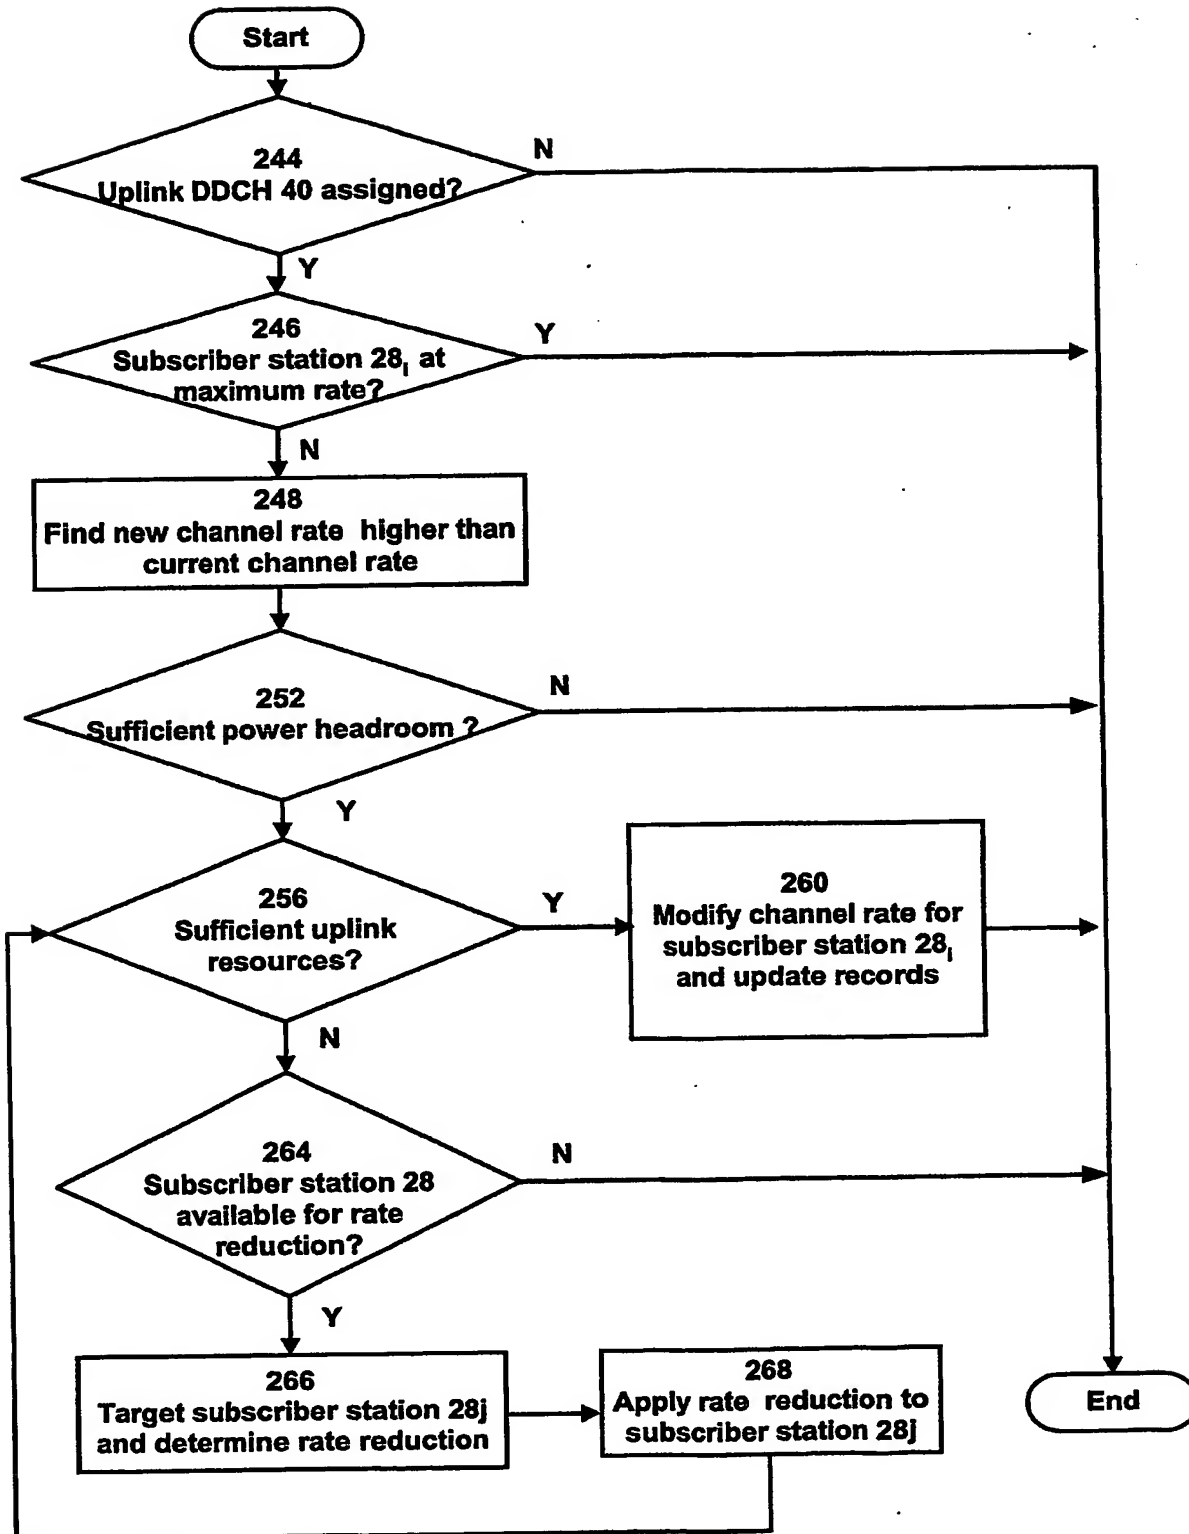 Start
244
Uplink DDCH 40 assigned?
N
Y
246
Subscriber station 28i at
maximum rate?
Y
N
248
Find new channel rate higher than
current channel rate
252
Sufficient power headroom ?
N
Y
256
Sufficient uplink
resources?
Y
260
Modify channel rate for
subscriber station 28i
and update records
N
264
Subscriber station 28
available for rate
reduction?
N
Y
266
Target subscriber station 28j
and determine rate reduction
268
Apply rate reduction to
subscriber station 28j
End